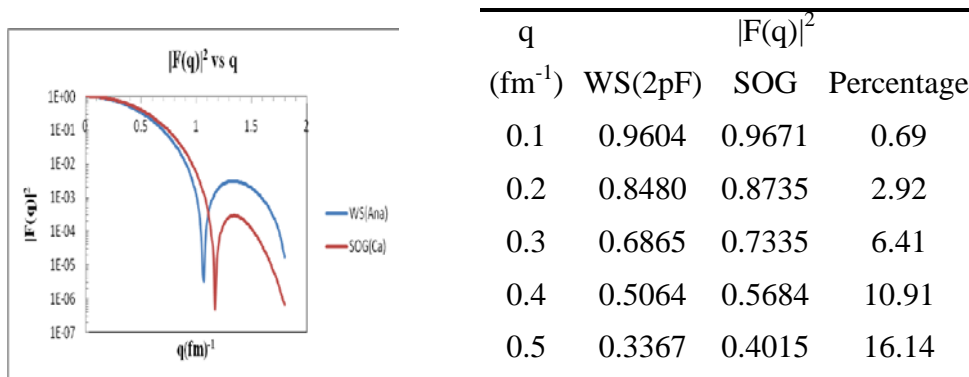 |F(q)|² vs q
1E+00
1E-01
1E-02
1E-03
1E-04
1E-05
1E-06
1E-07
0 0.5 1 1.5 2
|F(q)|²
q(fm)⁻¹
WS(Ana)
SOG(Ca)
q |F(q)|²
(fm⁻¹) WS(2pF) SOG Percentage
0.1 0.9604 0.9671 0.69
0.2 0.8480 0.8735 2.92
0.3 0.6865 0.7335 6.41
0.4 0.5064 0.5684 10.91
0.5 0.3367 0.4015 16.14